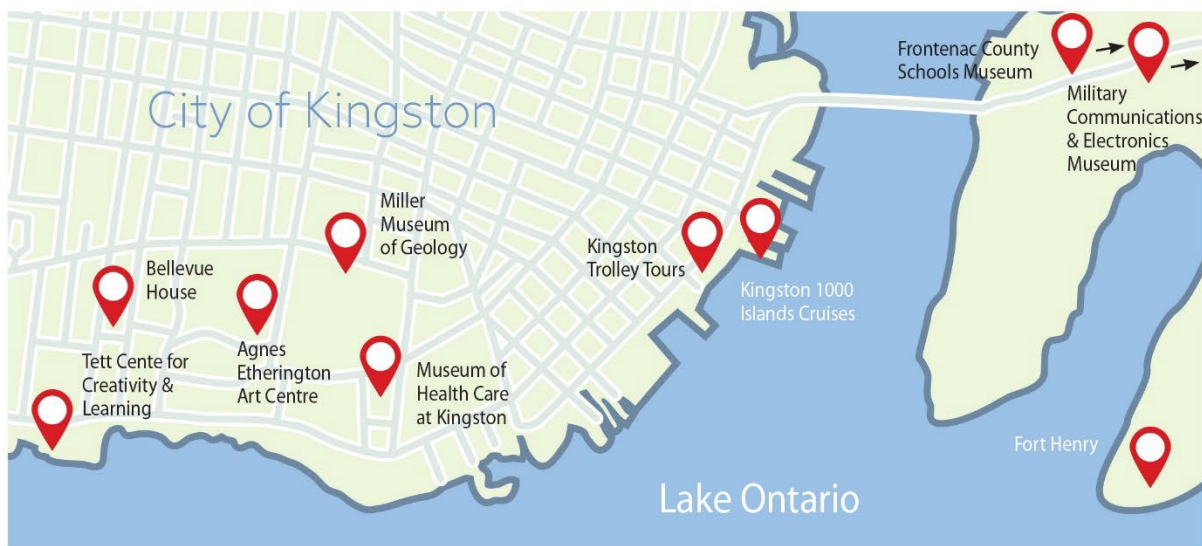 City of Kingston
Frontenac County
Schools Museum
Military
Communications
& Electronics
Museum
Miller
Museum
of Geology
Bellevue
House
Kingston
Trolley Tours
Kingston 1000
Islands Cruises
Tett Cente for
Creativity &
Learning
Agnes
Etherington
Art Centre
Museum of
Health Care
at Kingston
Fort Henry
Lake Ontario